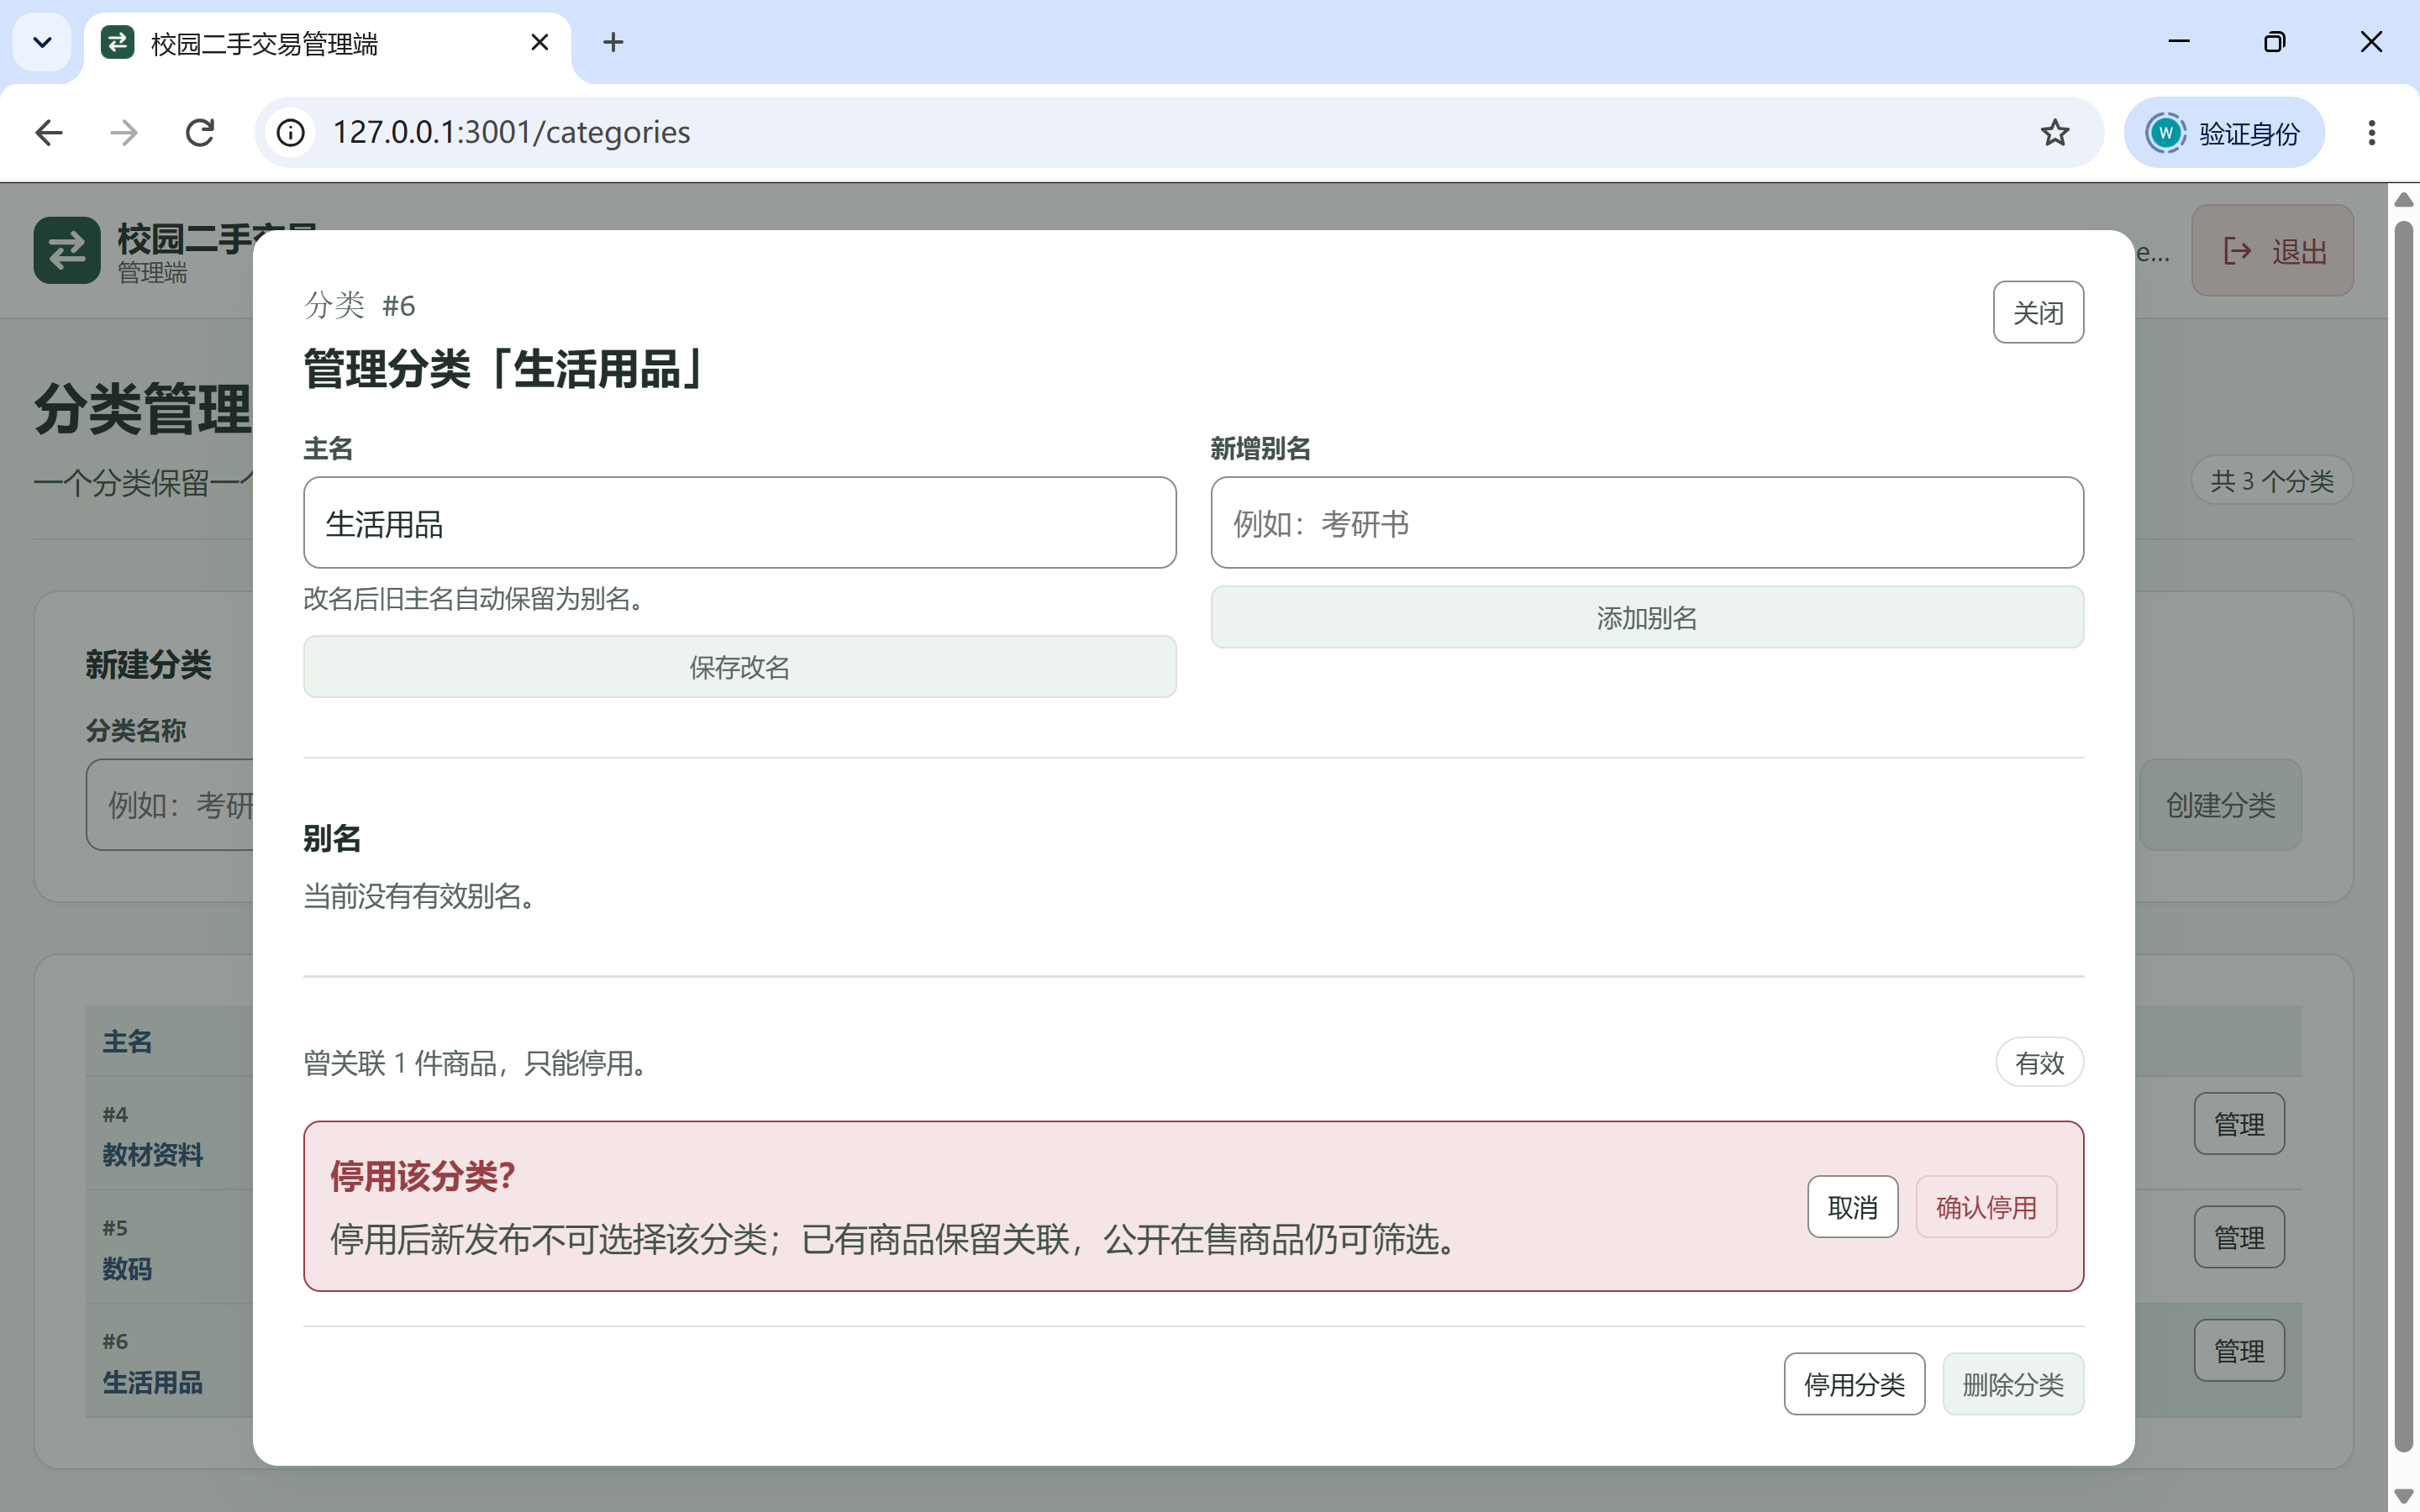 校园二手交易管理端
127.0.0.1:3001/categories
验证身份
校园二手交易
管理端
e...
退出
分类 #6
关闭
管理分类「生活用品」
分类管理
一个分类保留一个
共 3 个分类
主名
新增别名
生活用品
例如：考研书
改名后旧主名自动保留为别名。
添加别名
保存改名
新建分类
分类名称
例如：考研
创建分类
别名
当前没有有效别名。
主名
曾关联 1 件商品，只能停用。
有效
#4
教材资料
管理
停用该分类？
停用后新发布不可选择该分类；已有商品保留关联，公开在售商品仍可筛选。
取消
确认停用
#5
数码
管理
#6
生活用品
管理
停用分类
删除分类